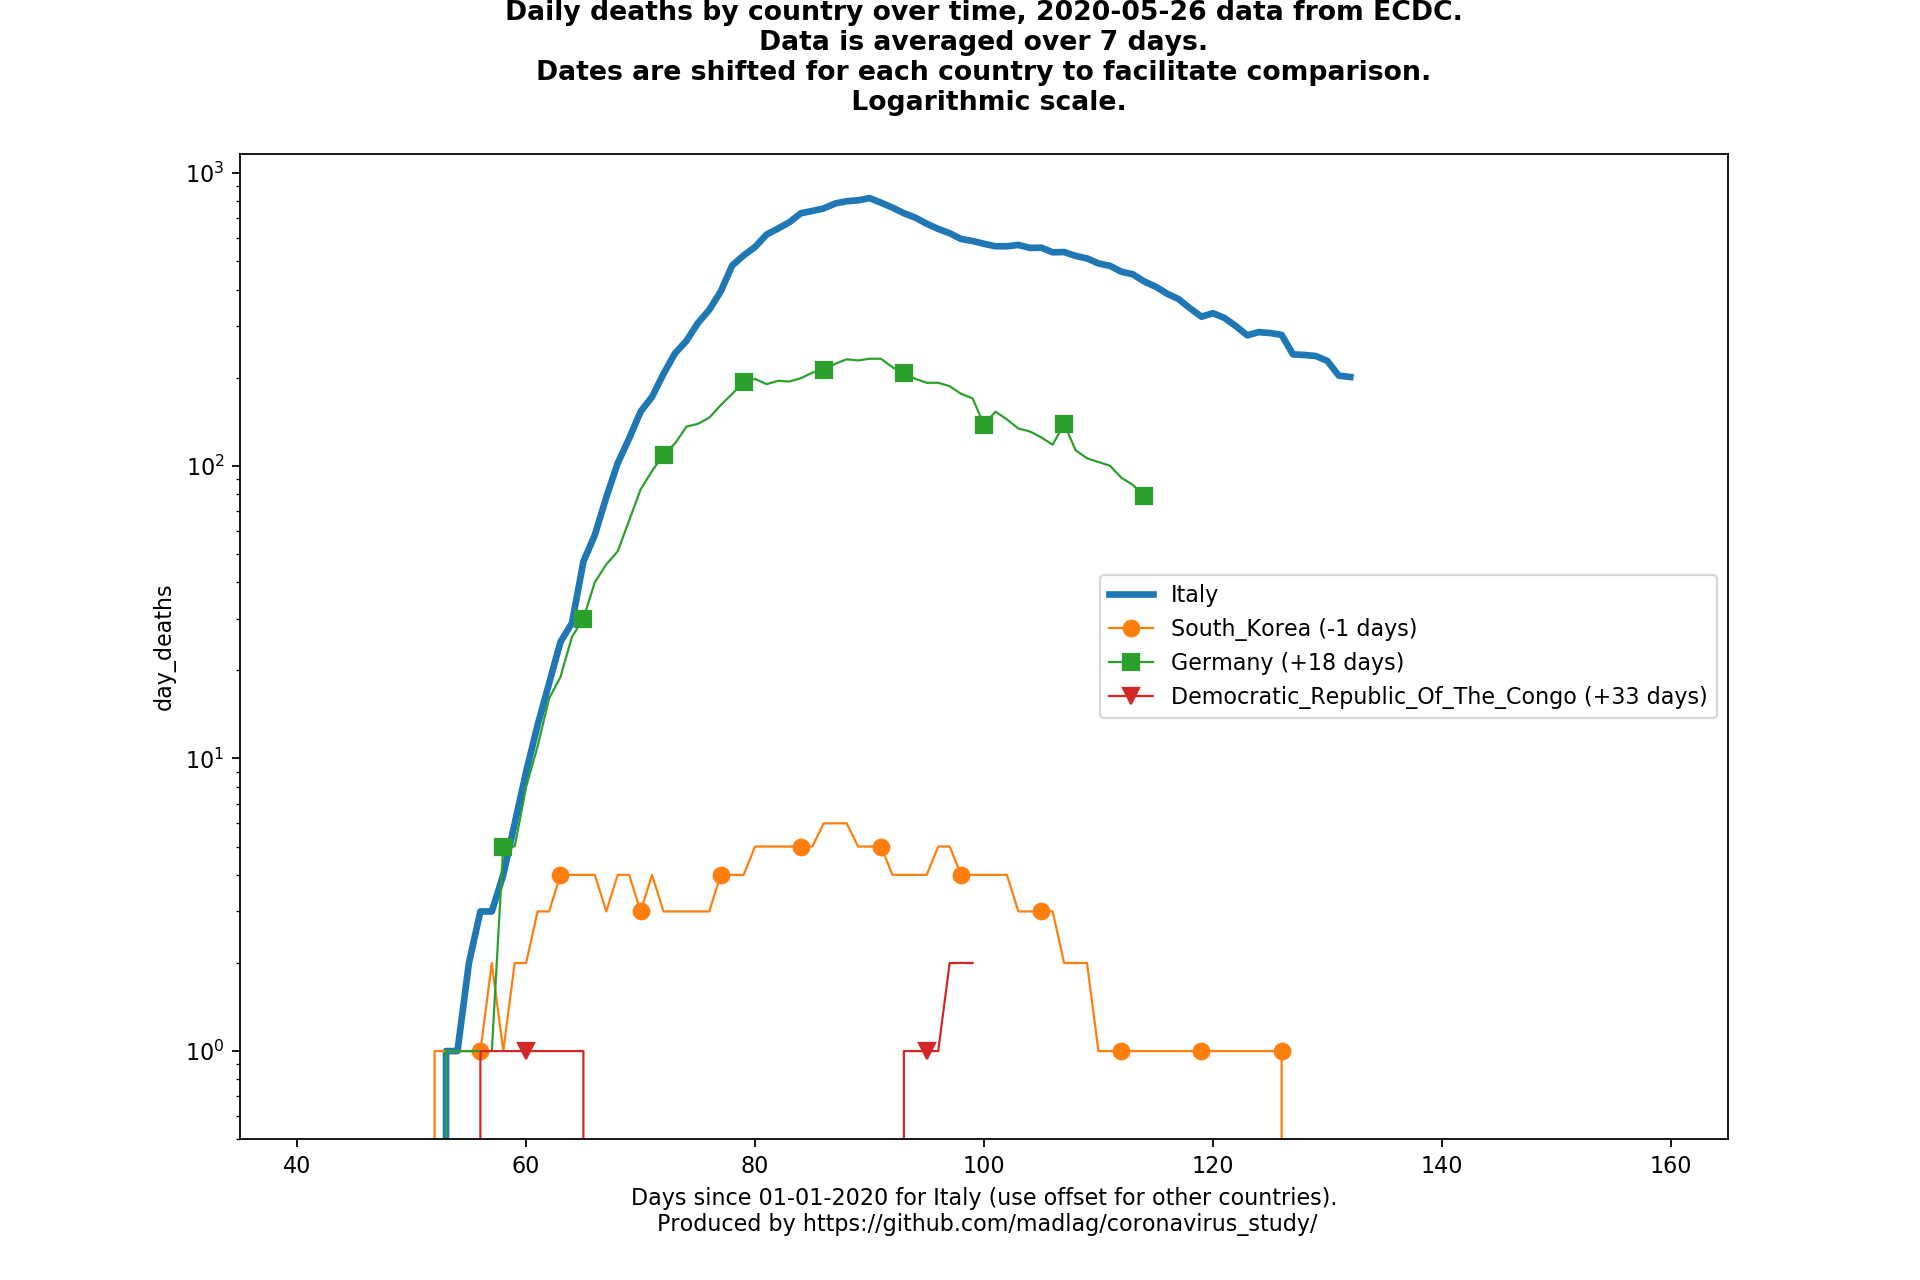 Daily deaths by country over time, 2020-05-26 data from ECDC.
Data is averaged over 7 days.
Dates are shifted for each country to facilitate comparison.
Logarithmic scale.
10³
10²
10¹
10⁰
day_deaths
Italy
South_Korea (-1 days)
Germany (+18 days)
Democratic_Republic_Of_The_Congo (+33 days)
40 60 80 100 120 140 160
Days since 01-01-2020 for Italy (use offset for other countries).
Produced by https://github.com/madlag/coronavirus_study/